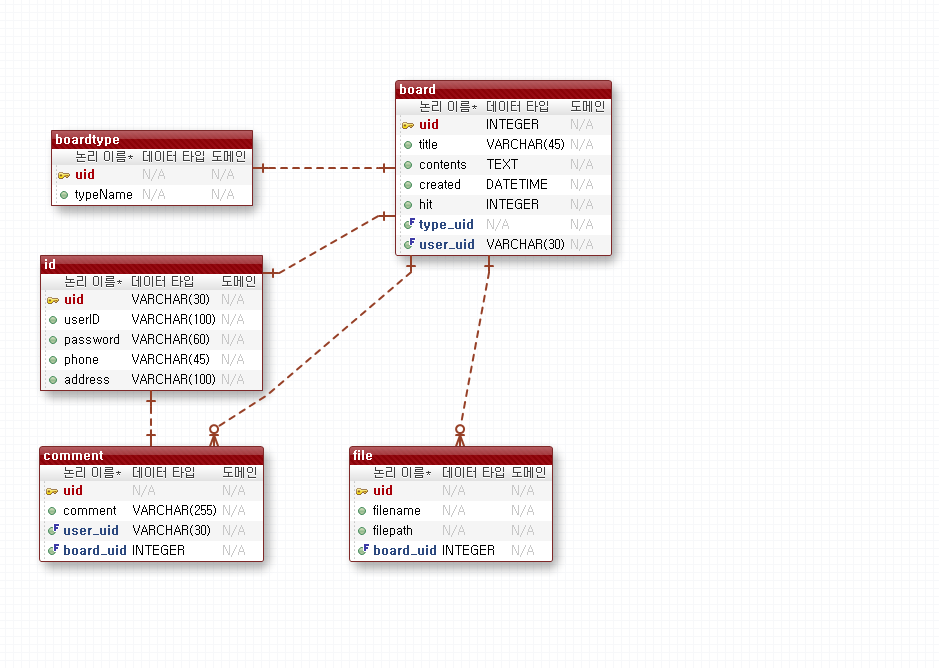 board
논리 이름* 데이터 타입 도메인
uid INTEGER N/A
title VARCHAR(45) N/A
contents TEXT N/A
created DATETIME N/A
hit INTEGER N/A
type_uid N/A N/A
user_uid VARCHAR(30) N/A
boardtype
논리 이름* 데이터 타입 도메인
uid N/A N/A
typeName N/A N/A
id
논리 이름* 데이터 타입 도메인
uid VARCHAR(30) N/A
userID VARCHAR(100) N/A
password VARCHAR(60) N/A
phone VARCHAR(45) N/A
address VARCHAR(100) N/A
comment
논리 이름* 데이터 타입 도메인
uid N/A N/A
comment VARCHAR(255) N/A
F user_uid VARCHAR(30) N/A
F board_uid INTEGER N/A
file
논리 이름* 데이터 타입 도메인
uid N/A N/A
filename N/A N/A
filepath N/A N/A
F board_uid INTEGER N/A